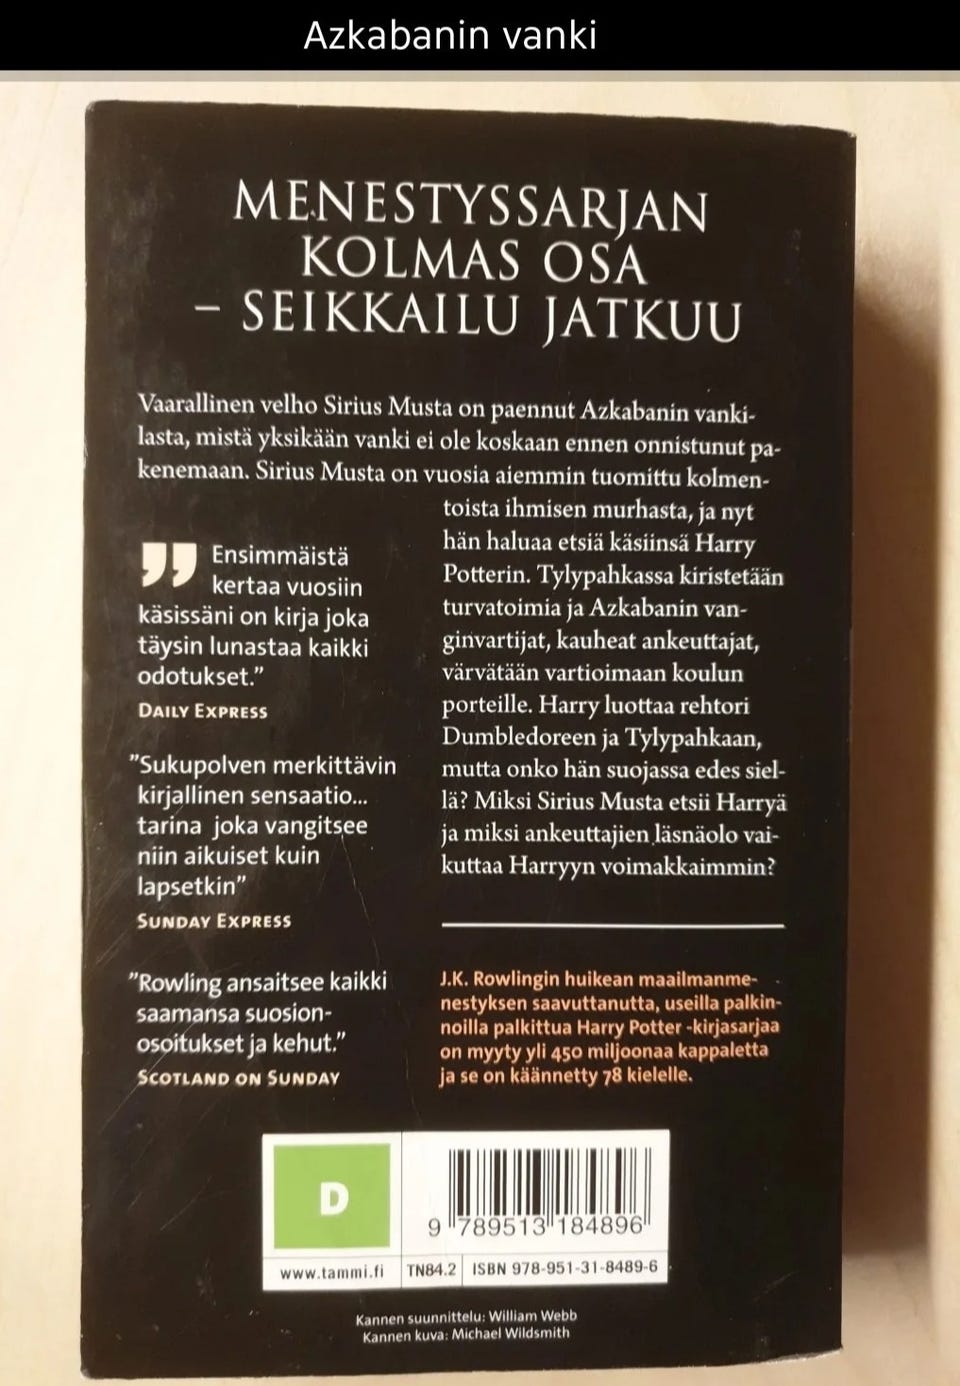 Azkabanin vanki
MENESTYSSARJAN
KOLMAS OSA
– SEIKKAILU JATKUU
Vaarallinen velho Sirius Musta on paennut Azkabanin vanki-
lasta, mistä yksikään vanki ei ole koskaan ennen onnistunut pa-
kenemaan. Sirius Musta on vuosia aiemmin tuomittu kolmen-
toista ihmisen murhasta, ja nyt
hän haluaa etsiä käsiinsä Harry
Potterin. Tylypahkassa kiristetään
turvatoimia ja Azkabanin van-
ginvartijat, kauheat ankeuttajat,
värvätään vartioimaan koulun
porteille. Harry luottaa rehtori
Dumbledoreen ja Tylypahkaan,
mutta onko hän suojassa edes siel-
lä? Miksi Sirius Musta etsii Harryä
ja miksi ankeuttajien läsnäolo vai-
kuttaa Harryyn voimakkaimmin?
” Ensimmäistä
kertaa vuosiin
käsissäni on kirja joka
täysin lunastaa kaikki
odotukset.”
DAILY EXPRESS
”Sukupolven merkittävin
kirjallinen sensaatio...
tarina joka vangitsee
niin aikuiset kuin
lapsetkin”
SUNDAY EXPRESS
”Rowling ansaitsee kaikki
saamansa suosion-
osoitukset ja kehut.”
SCOTLAND ON SUNDAY
J.K. Rowlingin huikean maailmanme-
nestyksen saavuttanutta, useilla palkin-
noilla palkittua Harry Potter -kirjasarjaa
on myyty yli 450 miljoonaa kappaletta
ja se on käännetty 78 kielelle.
D
9 789513 184896
www.tammi.fi
TN84.2
ISBN 978-951-31-8489-6
Kannen suunnittelu: William Webb
Kannen kuva: Michael Wildsmith